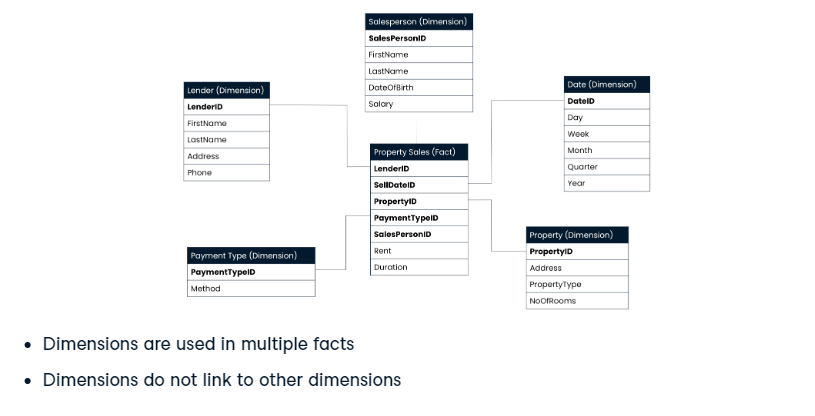 Salesperson (Dimension)
SalesPersonID
FirstName
LastName
DateOfBirth
Salary
Lender (Dimension)
LenderID
FirstName
LastName
Address
Phone
Date (Dimension)
DateID
Day
Week
Month
Quarter
Year
Property Sales (Fact)
LenderID
SellDateID
PropertyID
PaymentTypeID
SalesPersonID
Rent
Duration
Payment Type (Dimension)
PaymentTypeID
Method
Property (Dimension)
PropertyID
Address
PropertyType
NoOfRooms
• Dimensions are used in multiple facts
• Dimensions do not link to other dimensions